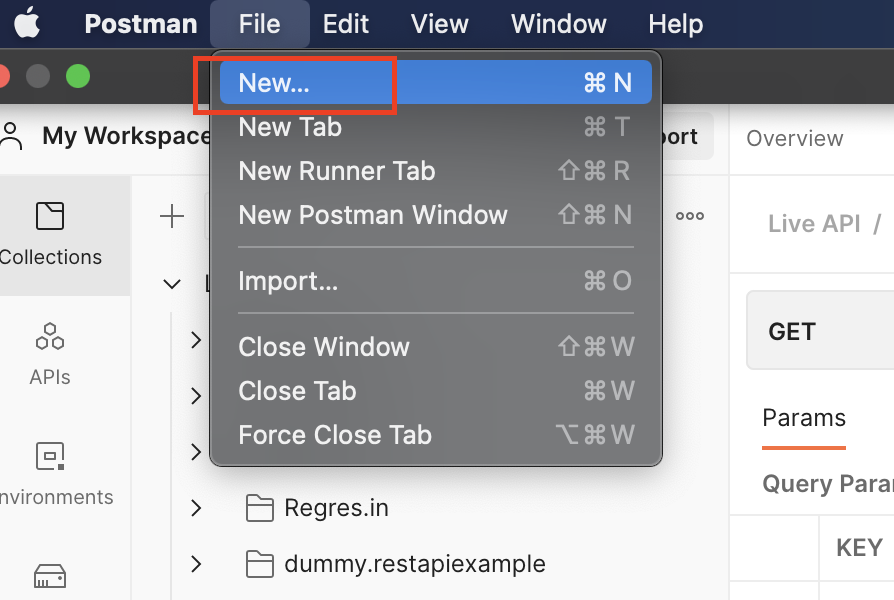 Postman File Edit View Window Help
New... ⌘ N
New Tab ⌘ T
New Runner Tab ⇧⌘ R
New Postman Window ⇧⌘ N
Import... ⌘ O
Close Window ⇧⌘W
Close Tab ⌘W
Force Close Tab ⌥⌘W
My Workspace
port
Collections
APIs
nvironments
L
Regres.in
dummy.restapiexample
Overview
Live API /
GET
Params
Query Para
KEY